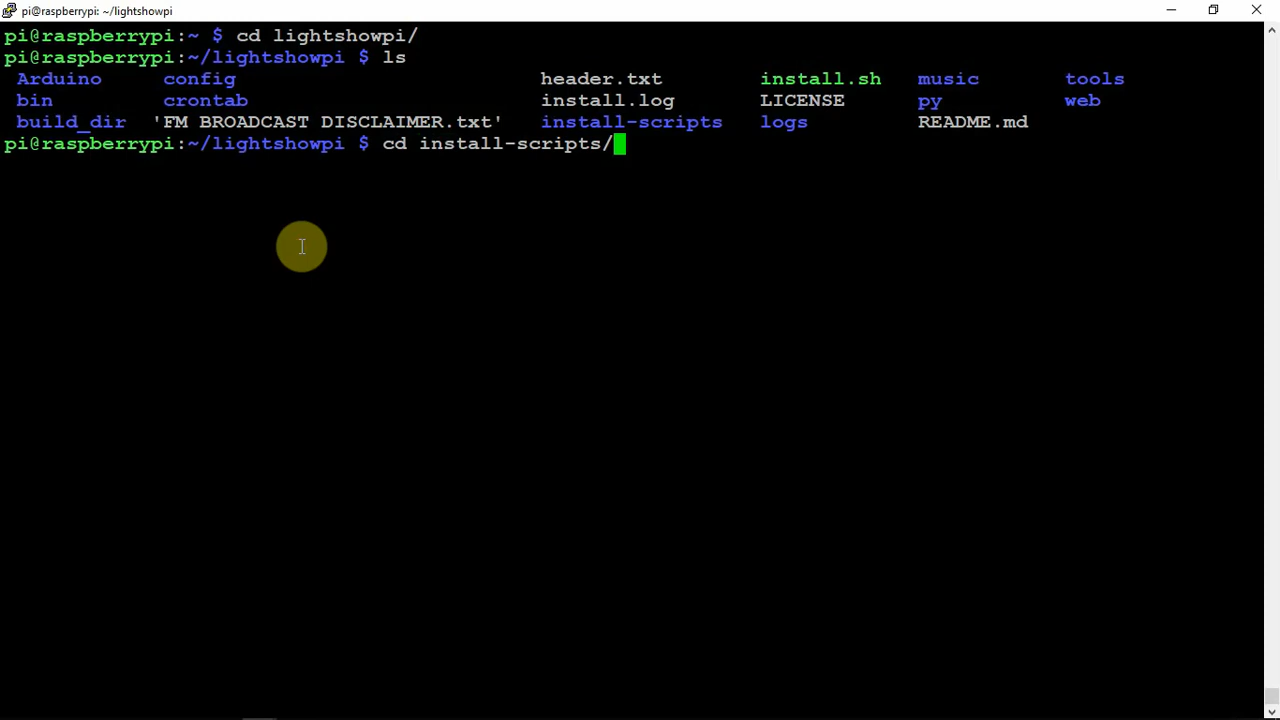 pi@raspberrypi: ~/lightshowpi
pi@raspberrypi:~ $ cd lightshowpi/
pi@raspberrypi:~/lightshowpi $ ls
Arduino config header.txt install.sh music tools
bin crontab install.log LICENSE py web
build_dir 'FM BROADCAST DISCLAIMER.txt' install-scripts logs README.md
pi@raspberrypi:~/lightshowpi $ cd install-scripts/